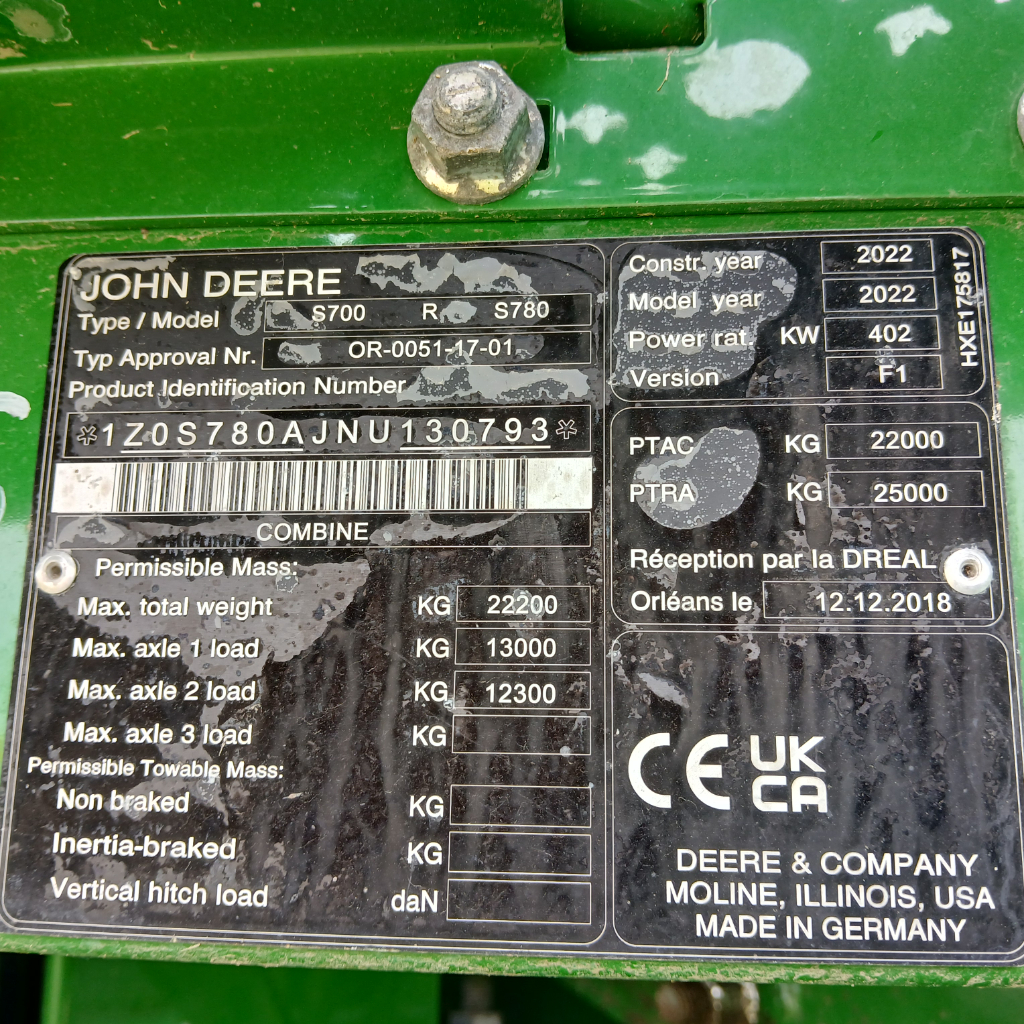 JOHN DEERE
Type / Model S700 R S780
Typ Approval Nr. OR-0051-17-01
Product Identification Number
*1Z0S780AJNU130793*
COMBINE
Permissible Mass:
Max. total weight KG 22200
Max. axle 1 load KG 13000
Max. axle 2 load KG 12300
Max. axle 3 load KG
Permissible Towable Mass:
Non braked KG
Inertia-braked KG
Vertical hitch load daN
Constr. year 2022
Model year 2022
Power rat. KW 402
Version F1
HXE175817
PTAC KG 22000
PTRA KG 25000
Réception par la DREAL
Orléans le 12.12.2018
CE UK
CA
DEERE & COMPANY
MOLINE, ILLINOIS, USA
MADE IN GERMANY